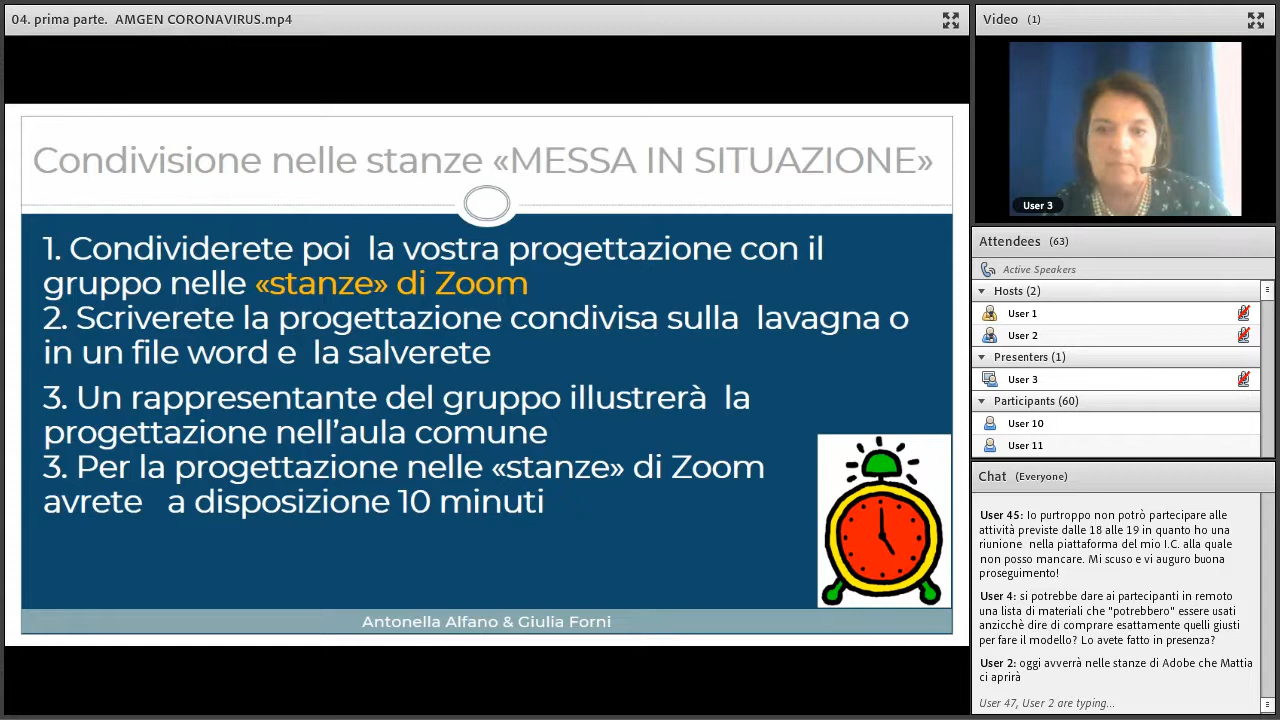 04. prima parte. AMGEN CORONAVIRUS.mp4
Condivisione nelle stanze «MESSA IN SITUAZIONE»
1. Condividerete poi la vostra progettazione con il
gruppo nelle «stanze» di Zoom
2. Scriverete la progettazione condivisa sulla lavagna o
in un file word e la salverete
3. Un rappresentante del gruppo illustrerà la
progettazione nell'aula comune
3. Per la progettazione nelle «stanze» di Zoom
avrete a disposizione 10 minuti
Antonella Alfano & Giulia Forni
Video (1)
User 3
Attendees (63)
Active Speakers
Hosts (2)
User 1
User 2
Presenters (1)
User 3
Participants (60)
User 10
User 11
Chat (Everyone)
User 45: Io purtroppo non potrò partecipare alle
attività previste dalle 18 alle 19 in quanto ho una
riunione nella piattaforma del mio I.C. alla quale
non posso mancare. Mi scuso e vi auguro buona
proseguimento!
User 4: si potrebbe dare ai partecipanti in remoto
una lista di materiali che "potrebbero" essere usati
anzicchè dire di comprare esattamente quelli giusti
per fare il modello? Lo avete fatto in presenza?
User 2: oggi avverrà nelle stanze di Adobe che Mattia
ci aprirà
User 47, User 2 are typing...